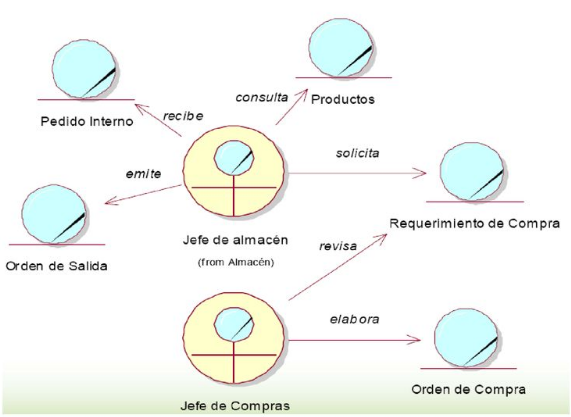 consulta
Productos
recibe
Pedido Interno
emite
solicita
Orden de Salida
Jefe de almacén
(from Almacén)
Requerimiento de Compra
revisa
elabora
Orden de Compra
Jefe de Compras